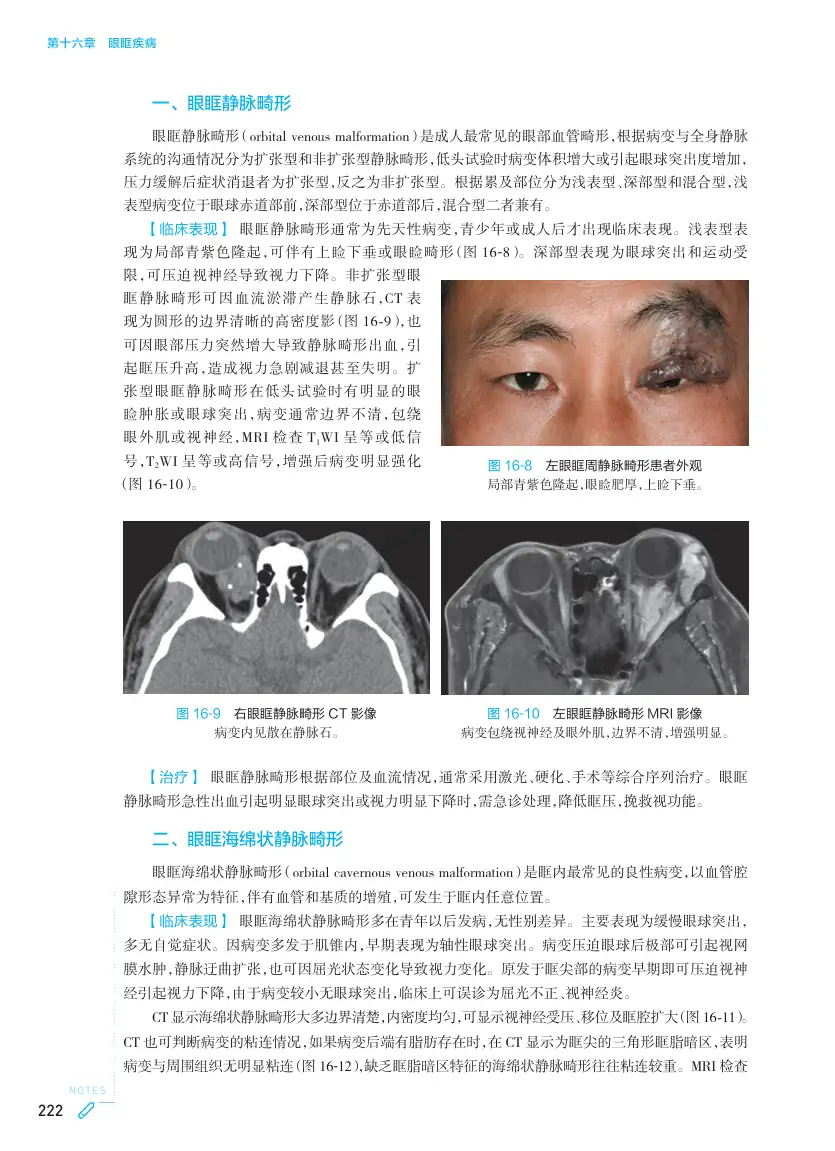 第十六章 眼眶疾病
一、眼眶静脉畸形
眼眶静脉畸形（orbital venous malformation）是成人最常见的眼部血管畸形，根据病变与全身静脉
系统的沟通情况分为扩张型和非扩张型静脉畸形，低头试验时病变体积增大或引起眼球突出度增加，
压力缓解后症状消退者为扩张型，反之为非扩张型。根据累及部位分为浅表型、深部型和混合型，浅
表型病变位于眼球赤道部前，深部型位于赤道部后，混合型二者兼有。
【临床表现】 眼眶静脉畸形通常为先天性病变，青少年或成人后才出现临床表现。浅表型表
现为局部青紫色隆起，可伴有上睑下垂或眼睑畸形（图 16-8）。深部型表现为眼球突出和运动受
限，可压迫视神经导致视力下降。非扩张型眼
眶静脉畸形可因血流淤滞产生静脉石，CT 表
现为圆形的边界清晰的高密度影（图 16-9），也
可因眼部压力突然增大导致静脉畸形出血，引
起眶压升高，造成视力急剧减退甚至失明。扩
张型眼眶静脉畸形在低头试验时有明显的眼
睑肿胀或眼球突出，病变通常边界不清，包绕
眼外肌或视神经，MRI 检查 T₁WI 呈等或低信
号，T₂WI 呈等或高信号，增强后病变明显强化
（图 16-10）。
图 16-8 左眼眶周静脉畸形患者外观
局部青紫色隆起，眼睑肥厚，上睑下垂。
图 16-9 右眼眶静脉畸形 CT 影像
病变内见散在静脉石。
图 16-10 左眼眶静脉畸形 MRI 影像
病变包绕视神经及眼外肌，边界不清，增强明显。
【治疗】 眼眶静脉畸形根据部位及血流情况，通常采用激光、硬化、手术等综合序列治疗。眼眶
静脉畸形急性出血引起明显眼球突出或视力明显下降时，需急诊处理，降低眶压，挽救视功能。
二、眼眶海绵状静脉畸形
眼眶海绵状静脉畸形（orbital cavernous venous malformation）是眶内最常见的良性病变，以血管腔
隙形态异常为特征，伴有血管和基质的增殖，可发生于眶内任意位置。
【临床表现】 眼眶海绵状静脉畸形多在青年以后发病，无性别差异。主要表现为缓慢眼球突出，
多无自觉症状。因病变多发于肌锥内，早期表现为轴性眼球突出。病变压迫眼球后极部可引起视网
膜水肿，静脉迂曲扩张，也可因屈光状态变化导致视力变化。原发于眶尖部的病变早期即可压迫视神
经引起视力下降，由于病变较小无眼球突出，临床上可误诊为屈光不正、视神经炎。
CT 显示海绵状静脉畸形大多边界清楚，内密度均匀，可显示视神经受压、移位及眶腔扩大（图 16-11）。
CT 也可判断病变的粘连情况，如果病变后端有脂肪存在时，在 CT 显示为眶尖的三角形眶脂暗区，表明
病变与周围组织无明显粘连（图 16-12），缺乏眶脂暗区特征的海绵状静脉畸形往往粘连较重。MRI 检查
NOTES
222